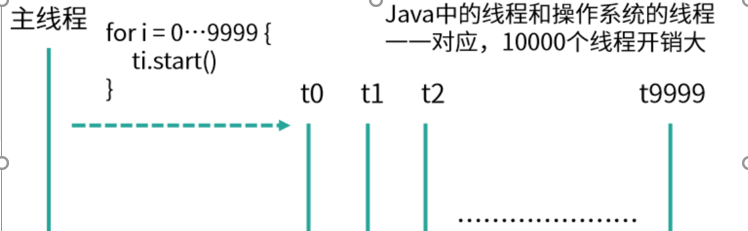 主线程
for i = 0…9999 {
ti.start()
}
Java中的线程和操作系统的线程
一一对应，10000个线程开销大
t0
t1
t2
t9999
.....................